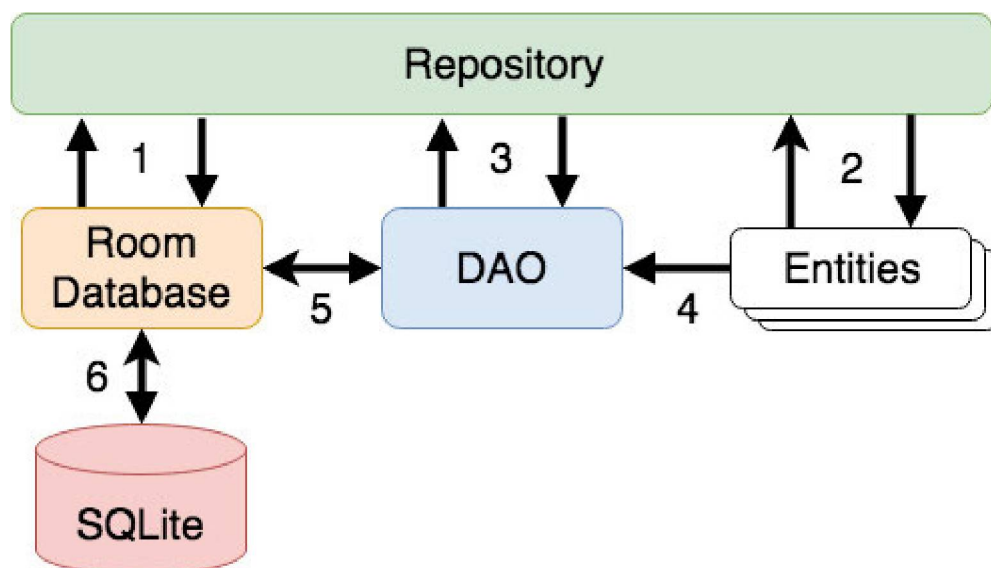 Repository
1
3
2
Room
Database
DAO
Entities
5
4
6
SQLite